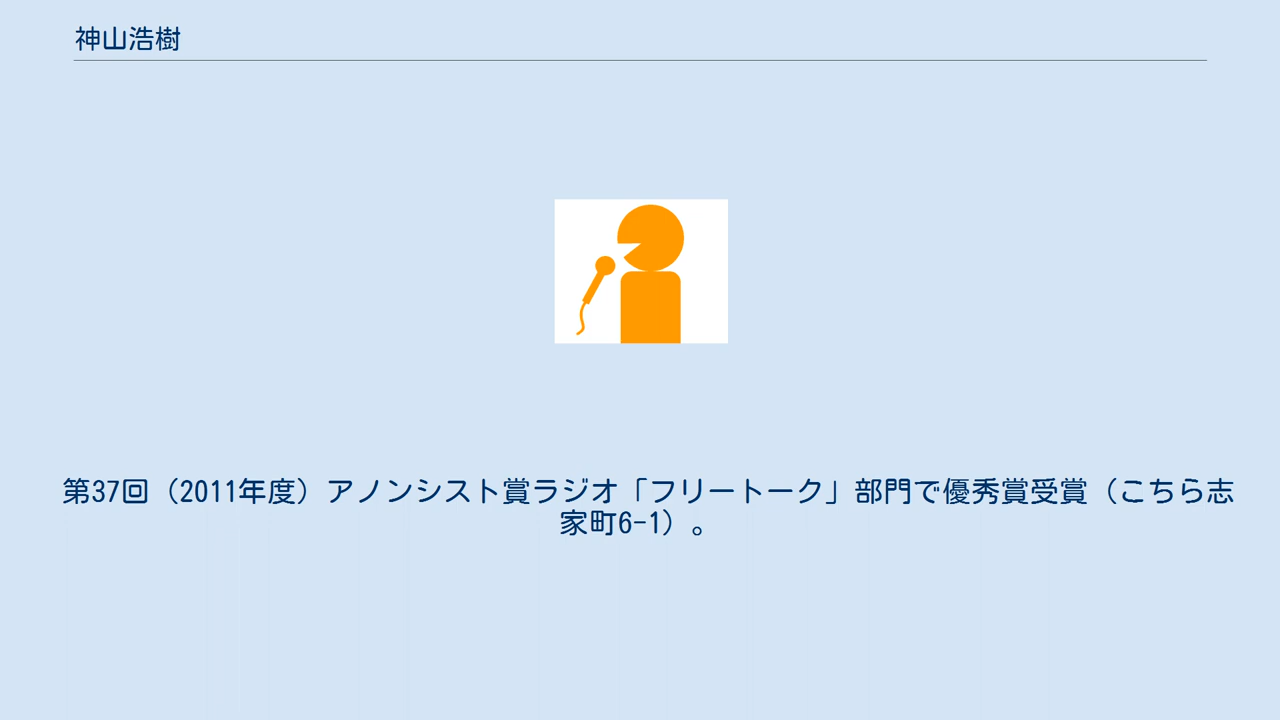 神山浩樹
第37回（2011年度）アノンシスト賞ラジオ「フリートーク」部門で優秀賞受賞（こちら志
家町6-1）。